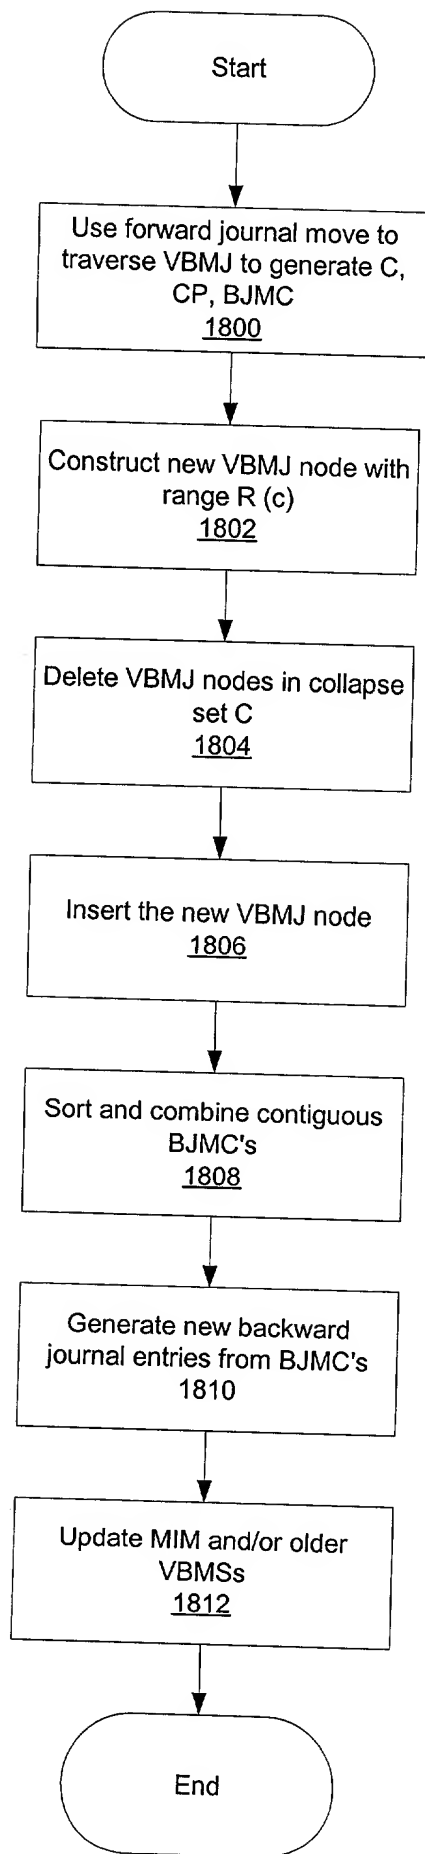 Start
Use forward journal move to
traverse VBMJ to generate C,
CP, BJMC
1800
Construct new VBMJ node with
range R (c)
1802
Delete VBMJ nodes in collapse
set C
1804
Insert the new VBMJ node
1806
Sort and combine contiguous
BJMC's
1808
Generate new backward
journal entries from BJMC's
1810
Update MIM and/or older
VBMSs
1812
End